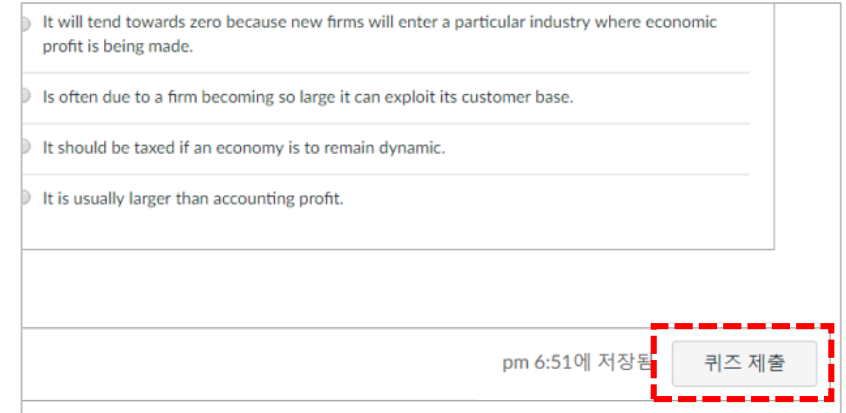 It will tend towards zero because new firms will enter a particular industry where economic
profit is being made.
Is often due to a firm becoming so large it can exploit its customer base.
It should be taxed if an economy is to remain dynamic.
It is usually larger than accounting profit.
pm 6:51에 저장됨
퀴즈 제출